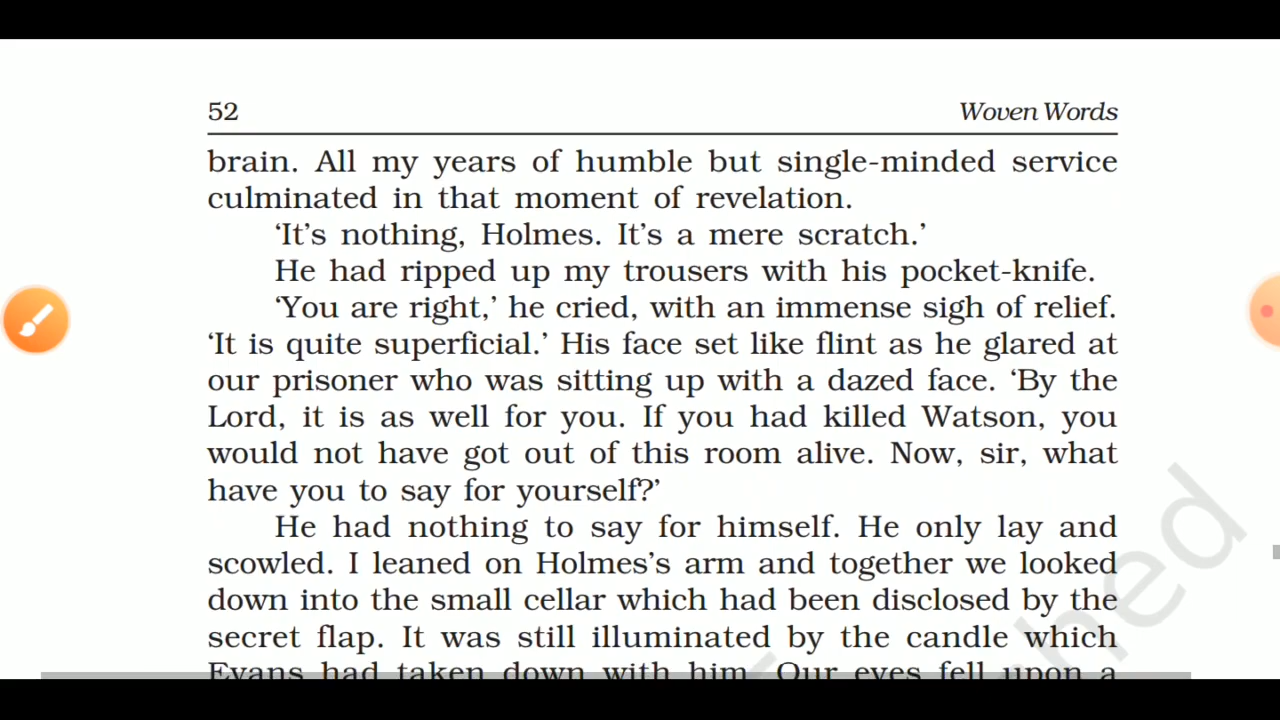 52 Woven Words
brain. All my years of humble but single-minded service
culminated in that moment of revelation.
‘It’s nothing, Holmes. It’s a mere scratch.’
He had ripped up my trousers with his pocket-knife.
‘You are right,’ he cried, with an immense sigh of relief.
‘It is quite superficial.’ His face set like flint as he glared at
our prisoner who was sitting up with a dazed face. ‘By the
Lord, it is as well for you. If you had killed Watson, you
would not have got out of this room alive. Now, sir, what
have you to say for yourself?’
He had nothing to say for himself. He only lay and
scowled. I leaned on Holmes’s arm and together we looked
down into the small cellar which had been disclosed by the
secret flap. It was still illuminated by the candle which
Evans had taken down with him. Our eyes fell upon a